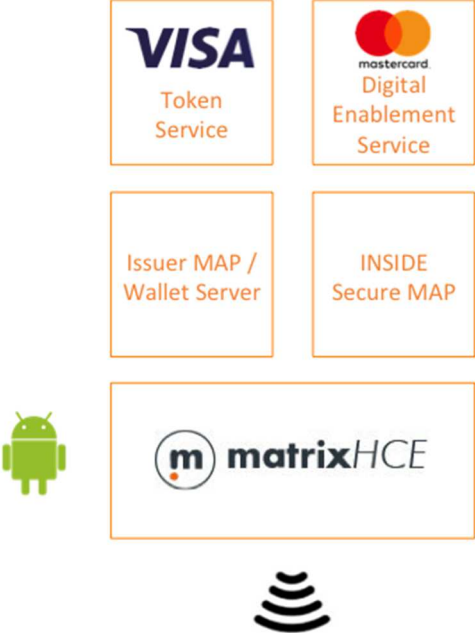 VISA
Token
Service
mastercard.
Digital
Enablement
Service
Issuer MAP /
Wallet Server
INSIDE
Secure MAP
m matrixHCE